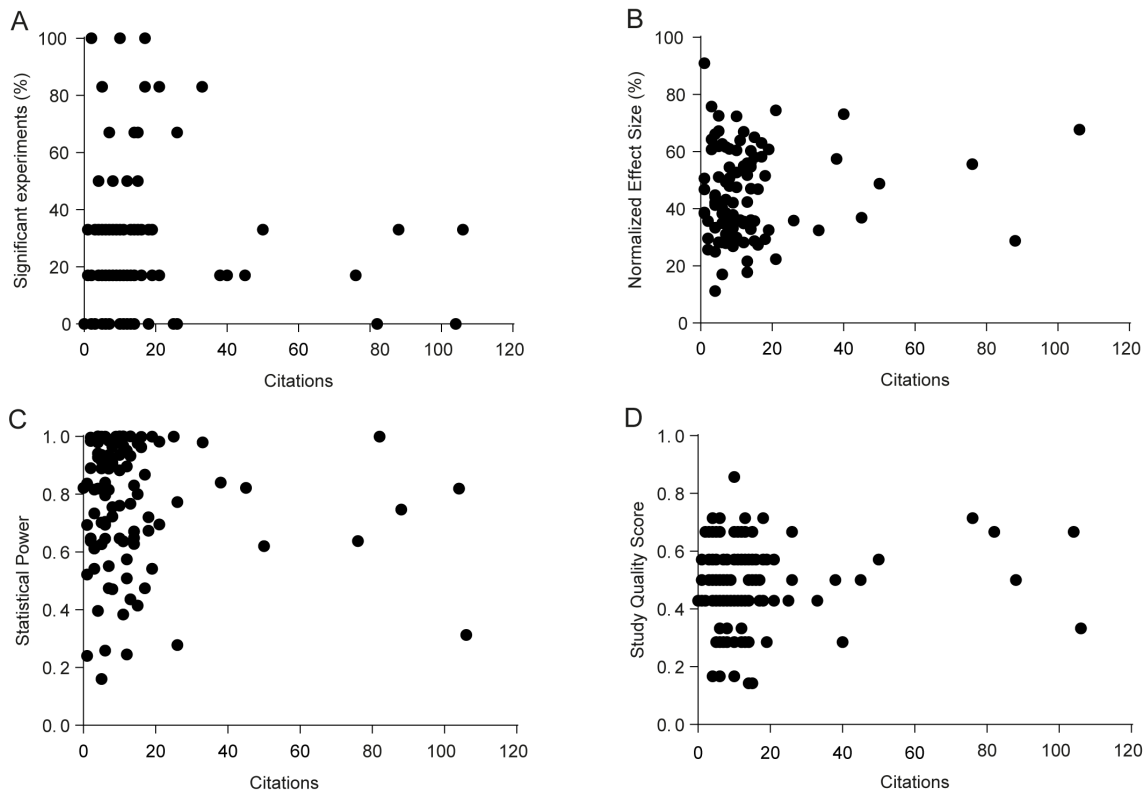 A
Significant experiments (%)
100
80
60
40
20
0
0 20 40 60 80 100 120
Citations
B
Normalized Effect Size (%)
100
80
60
40
20
0
0 20 40 60 80 100 120
Citations
C
Statistical Power
1.0
0.8
0.6
0.4
0.2
0.0
0 20 40 60 80 100 120
Citations
D
Study Quality Score
1.0
0.8
0.6
0.4
0.2
0.0
0 20 40 60 80 100 120
Citations